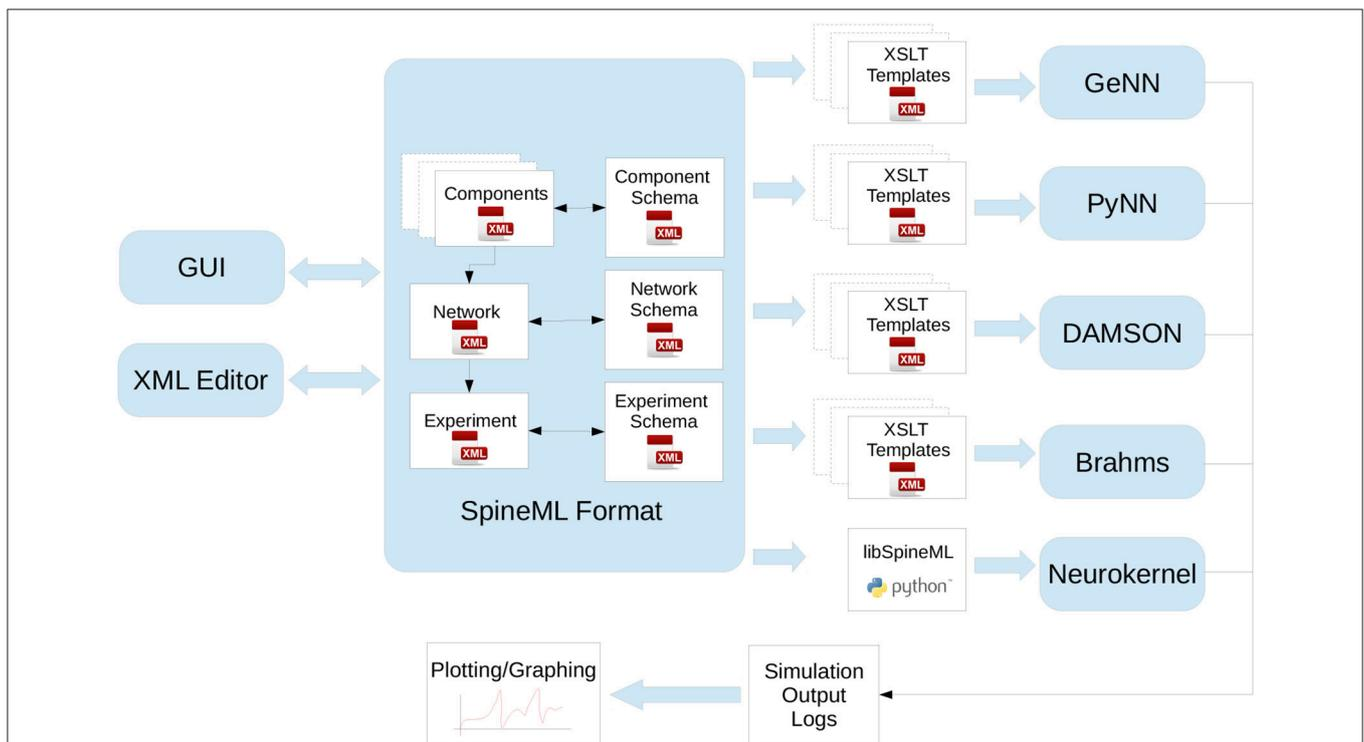 XSLT
Templates
XML
GeNN
Components
XML
Component
Schema
XML
XSLT
Templates
XML
PyNN
GUI
Network
XML
Network
Schema
XML
XSLT
Templates
XML
DAMSON
XML Editor
Experiment
XML
Experiment
Schema
XML
XSLT
Templates
XML
Brahms
SpineML Format
libSpineML
python™
Neurokernel
Plotting/Graphing
Simulation
Output
Logs